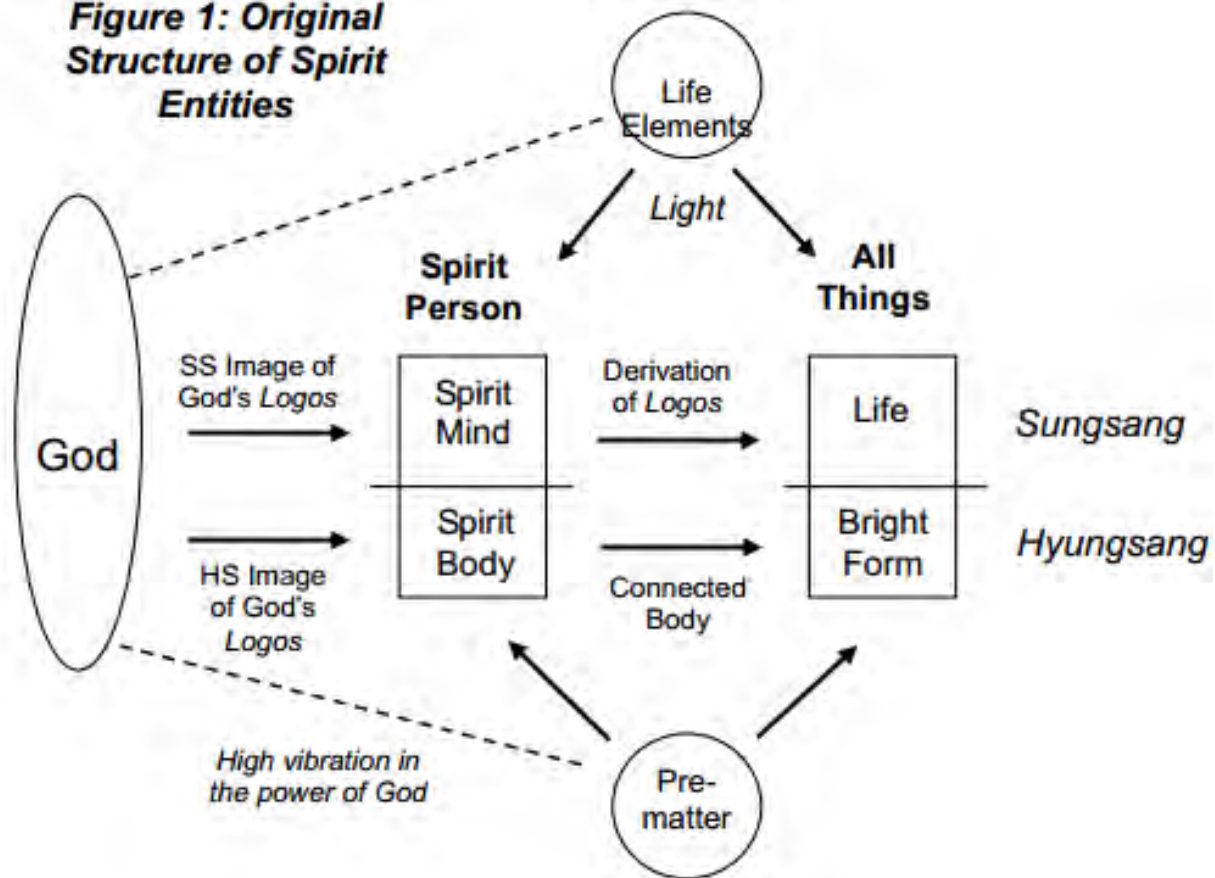 Figure 1: Original
Structure of Spirit
Entities
Life
Elements
Light
Spirit
Person
All
Things
God
SS Image of
God's Logos
Spirit
Mind
Derivation
of Logos
Life
Sungsang
HS Image
of God's
Logos
Spirit
Body
Connected
Body
Bright
Form
Hyungsang
High vibration in
the power of God
Pre-
matter